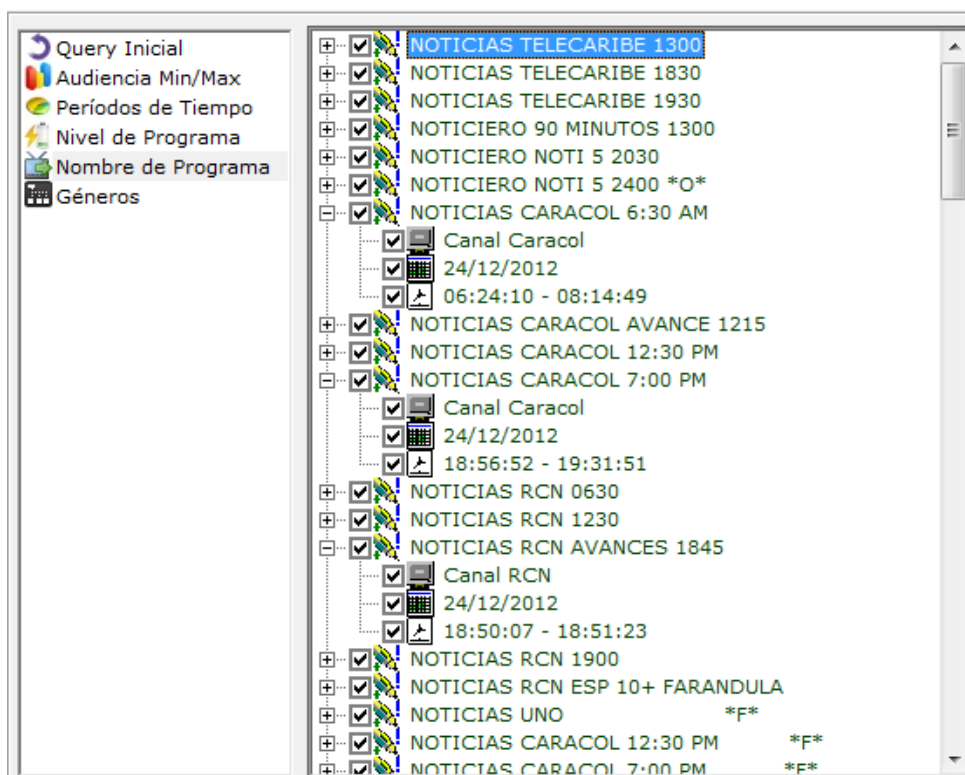 Query Inicial
Audiencia Min/Max
Períodos de Tiempo
Nivel de Programa
Nombre de Programa
Géneros
NOTICIAS TELECARIBE 1300
NOTICIAS TELECARIBE 1830
NOTICIAS TELECARIBE 1930
NOTICIERO 90 MINUTOS 1300
NOTICIERO NOTI 5 2030
NOTICIERO NOTI 5 2400 *O*
NOTICIAS CARACOL 6:30 AM
Canal Caracol
24/12/2012
06:24:10 - 08:14:49
NOTICIAS CARACOL AVANCE 1215
NOTICIAS CARACOL 12:30 PM
NOTICIAS CARACOL 7:00 PM
Canal Caracol
24/12/2012
18:56:52 - 19:31:51
NOTICIAS RCN 0630
NOTICIAS RCN 1230
NOTICIAS RCN AVANCES 1845
Canal RCN
24/12/2012
18:50:07 - 18:51:23
NOTICIAS RCN 1900
NOTICIAS RCN ESP 10+ FARANDULA
NOTICIAS UNO *F*
NOTICIAS CARACOL 12:30 PM *F*
NOTICIAS CARACOL 7:00 PM *F*